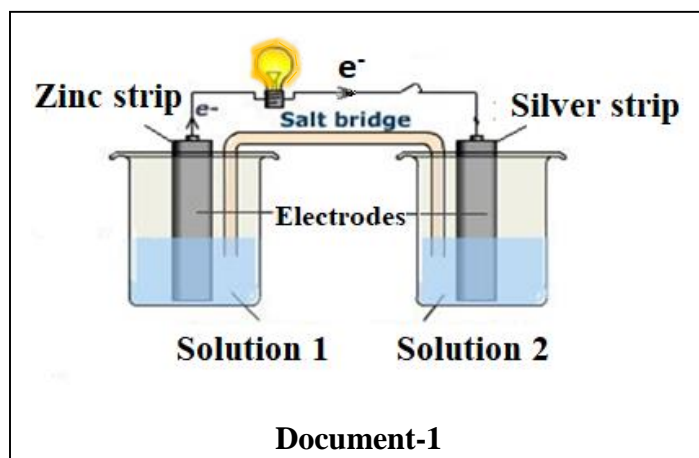 e-
Zinc strip
e-
Silver strip
Salt bridge
Electrodes
Solution 1
Solution 2
Document-1